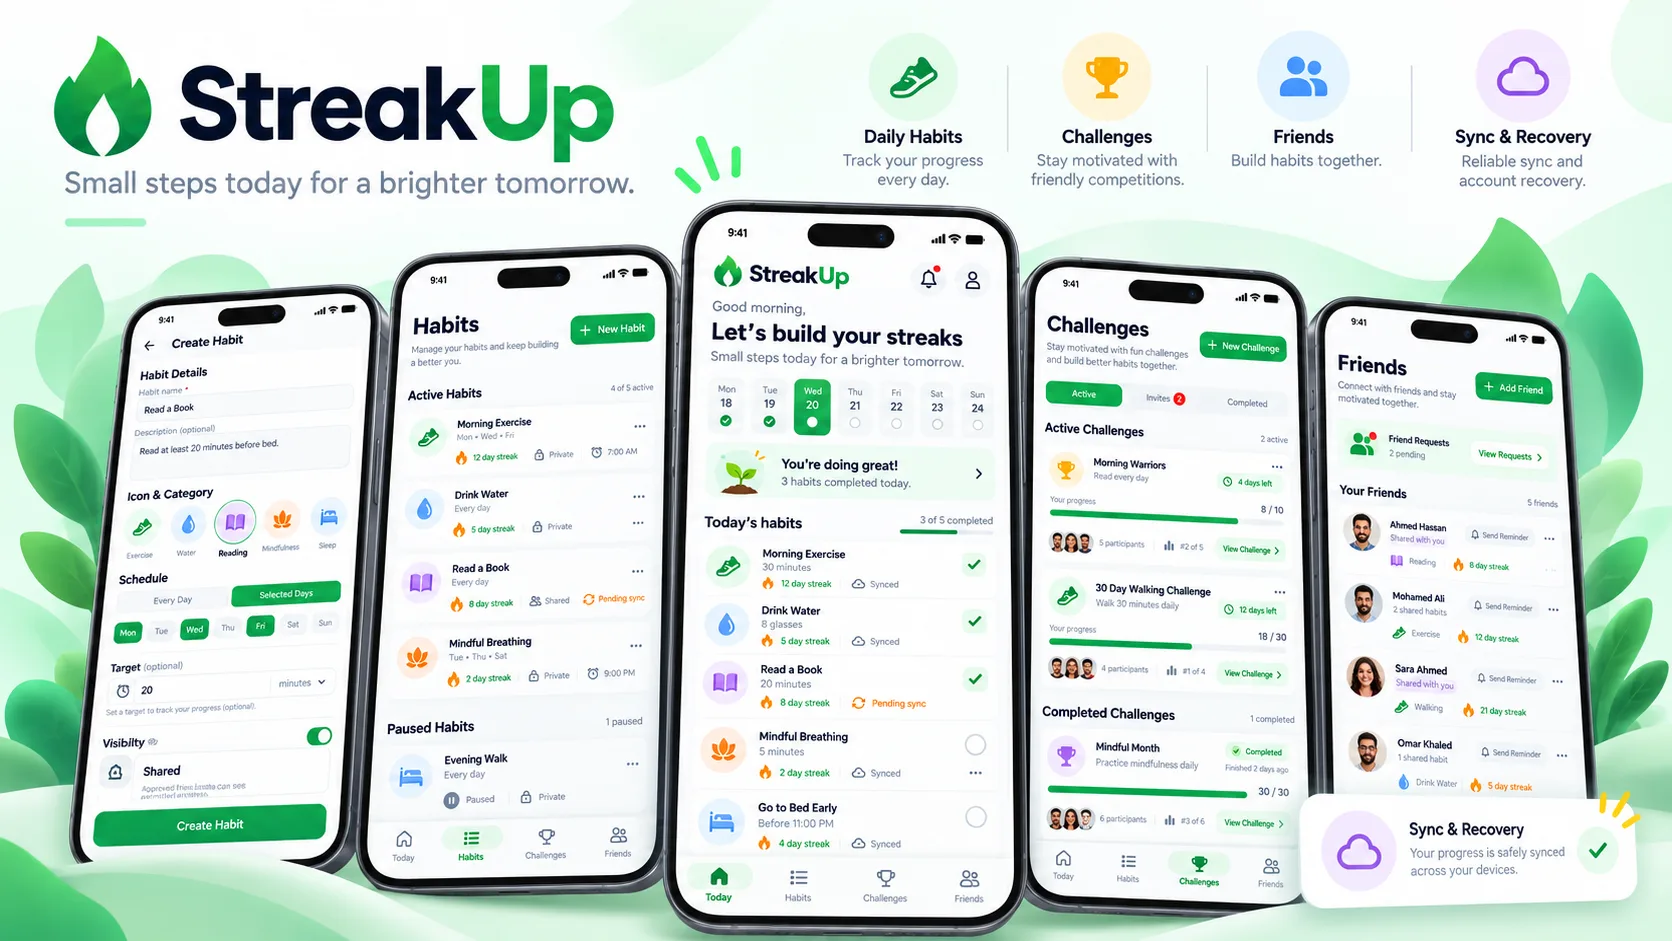 StreakUp
Small steps today for a brighter tomorrow.
Daily Habits
Track your progress
every day.
Challenges
Stay motivated with
friendly competitions.
Friends
Build habits together.
Sync & Recovery
Reliable sync and
account recovery.
9:41
Create Habit
Habit Details
Habit name *
Read a Book
Description (optional)
Read at least 20 minutes before bed.
Icon & Category
Exercise
Water
Reading
Mindfulness
Sleep
Schedule
Every Day
Selected Days
Mon
Tue
Wed
Thu
Fri
Sat
Sun
Target (optional)
20
minutes
Set a target to track your progress (optional).
Visibilty
Shared
Create Habit
9:41
Habits
+ New Habit
Manage your habits and keep building
a better you.
Active Habits
4 of 5 active
Morning Exercise
Mon • Wed • Fri
12 day streak
Private
7:00 AM
Drink Water
Every day
5 day streak
Private
Read a Book
Every day
8 day streak
Shared
Pending sync
Mindful Breathing
Tue • Thu • Sat
2 day streak
Private
9:00 PM
Paused Habits
1 paused
Evening Walk
Every day
Paused
Private
Today
Habits
Challenges
Friends
9:41
StreakUp
Good morning,
Let's build your streaks
Small steps today for a brighter tomorrow.
Mon
18
Tue
19
Wed
20
Thu
21
Fri
22
Sat
23
Sun
24
You're doing great!
3 habits completed today.
Today's habits
3 of 5 completed
Morning Exercise
30 minutes
12 day streak
Synced
Drink Water
8 glasses
5 day streak
Synced
Read a Book
20 minutes
8 day streak
Pending sync
Mindful Breathing
5 minutes
2 day streak
Synced
Go to Bed Early
Before 11:00 PM
4 day streak
Synced
Today
Habits
Challenges
Friends
9:41
Challenges
+ New Challenge
Stay motivated with fun challenges
and build better habits together.
Active
Invites 2
Completed
Active Challenges
2 active
Morning Warriors
Read every day
4 days left
Your progress
8 / 10
5 participants
#2 of 5
View Challenge
30 Day Walking Challenge
Walk 30 minutes daily
12 days left
Your progress
18 / 30
4 participants
#1 of 4
View Challenge
Completed Challenges
1 completed
Mindful Month
Practice mindfulness daily
Completed
Finished 2 days ago
30 / 30
6 participants
#3 of 6
View Challenge
Today
Habits
Challenges
Friends
9:41
Friends
+ Add Friend
Connect with friends and stay
motivated together.
Friend Requests
2 pending
View Requests
Your Friends
5 friends
Ahmed Hassan
Shared with you
Send Reminder
Reading
8 day streak
Mohamed Ali
2 shared habits
Send Reminder
Exercise
12 day streak
Sara Ahmed
Shared with you
Send Reminder
Walking
21 day streak
Omar Khaled
1 shared habit
Send Reminder
Drink Water
5 day streak
Sync & Recovery
Your progress is safely synced
across your devices.